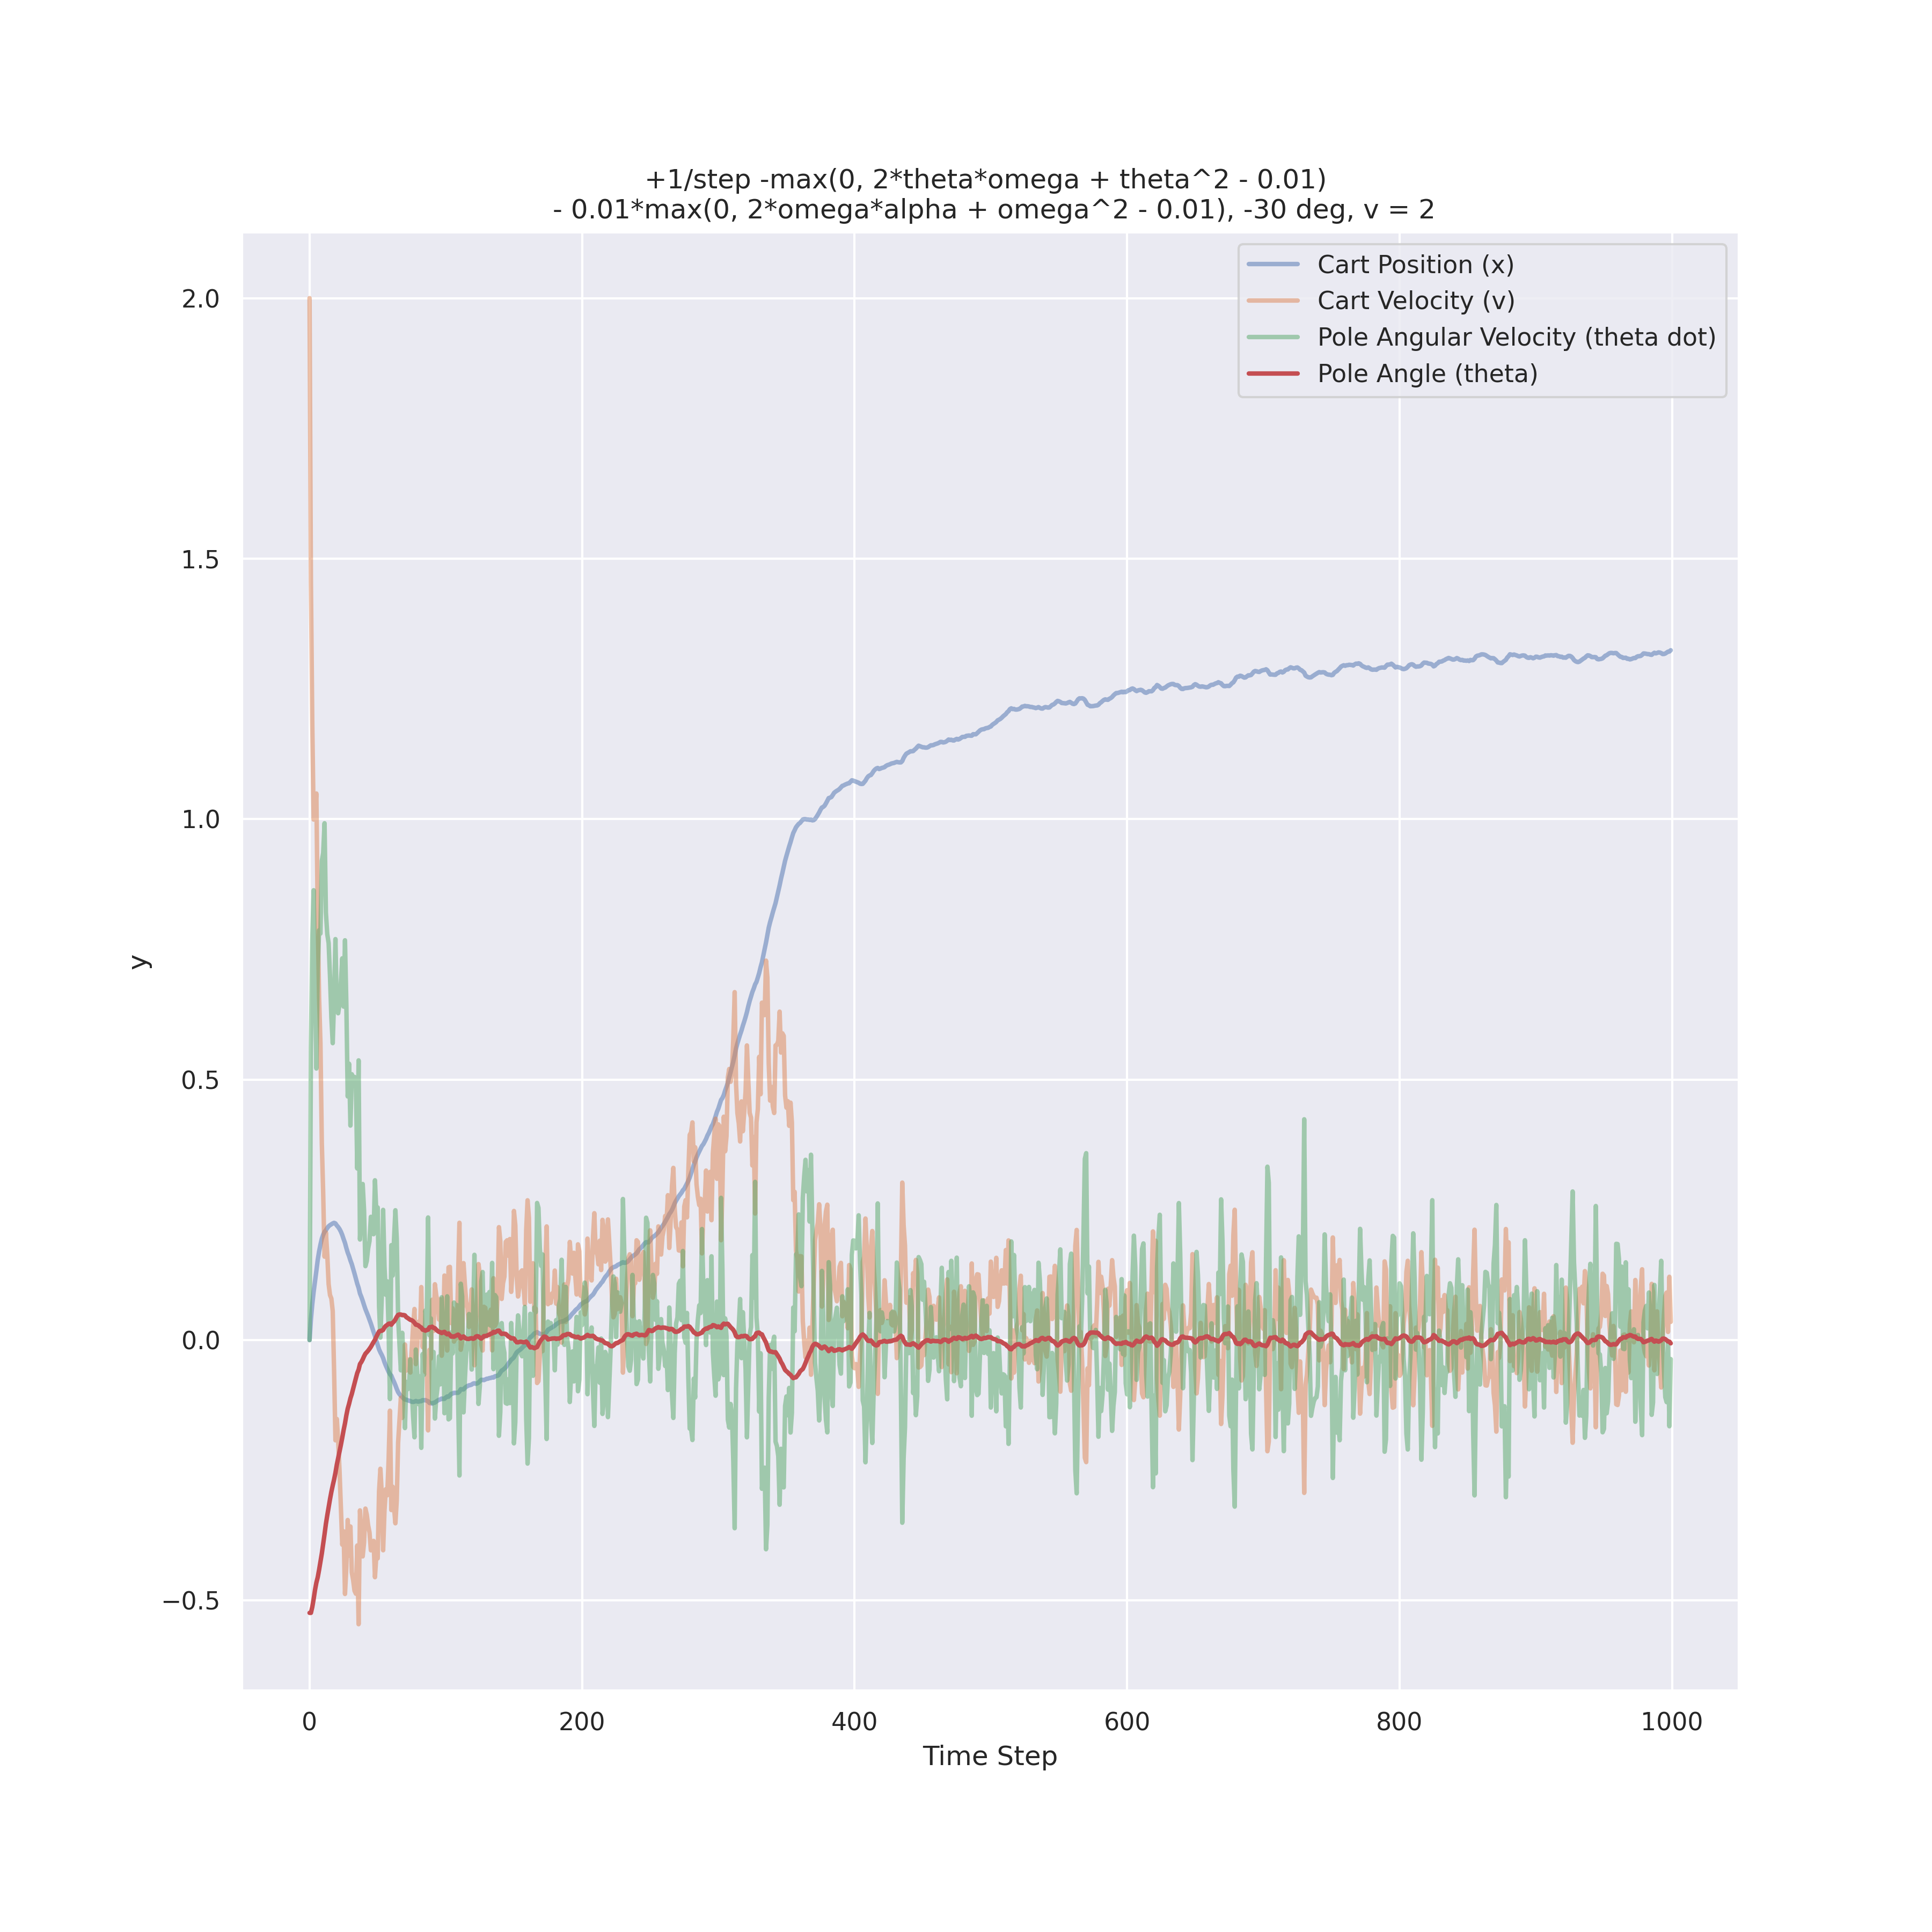 +1/step -max(0, 2*theta*omega + theta^2 - 0.01)
- 0.01*max(0, 2*omega*alpha + omega^2 - 0.01), -30 deg, v = 2
Cart Position (x)
Cart Velocity (v)
Pole Angular Velocity (theta dot)
Pole Angle (theta)
2.0
1.5
1.0
0.5
0.0
−0.5
y
0 200 400 600 800 1000
Time Step